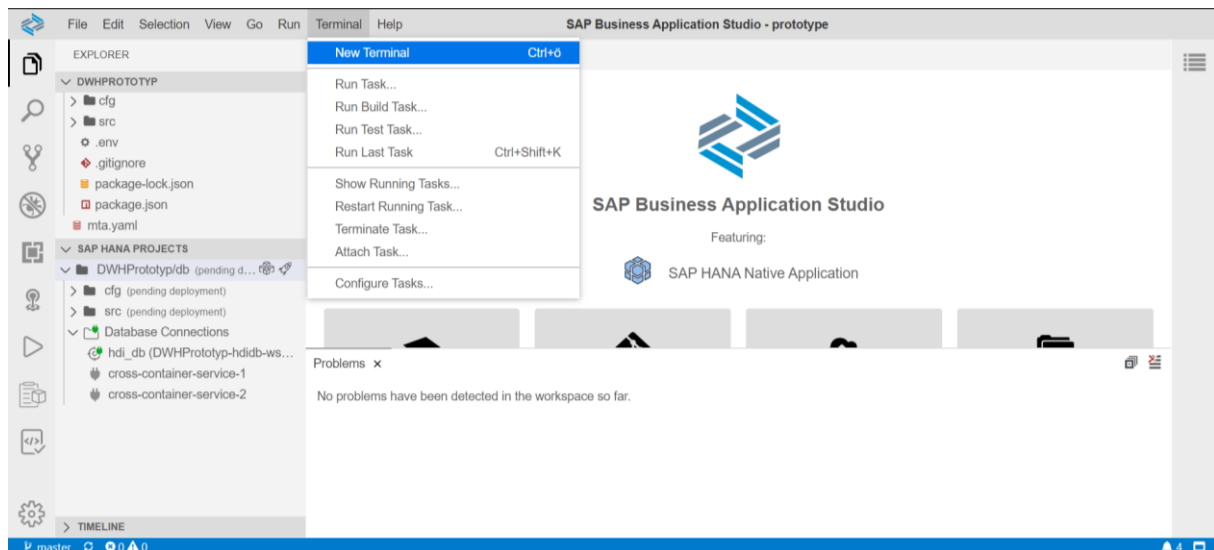 File Edit Selection View Go Run Terminal Help SAP Business Application Studio - prototype
EXPLORER
DWHPROTOTYP
cfg
src
.env
.gitignore
package-lock.json
package.json
mta.yaml
SAP HANA PROJECTS
DWHPrototyp/db (pending d...
cfg (pending deployment)
src (pending deployment)
Database Connections
hdi_db (DWHPrototyp-hdidb-ws...
cross-container-service-1
cross-container-service-2
TIMELINE
New Terminal Ctrl+ö
Run Task...
Run Build Task...
Run Test Task...
Run Last Task Ctrl+Shift+K
Show Running Tasks...
Restart Running Task...
Terminate Task...
Attach Task...
Configure Tasks...
SAP Business Application Studio
Featuring:
SAP HANA Native Application
Problems ×
No problems have been detected in the workspace so far.
master 0 0 4